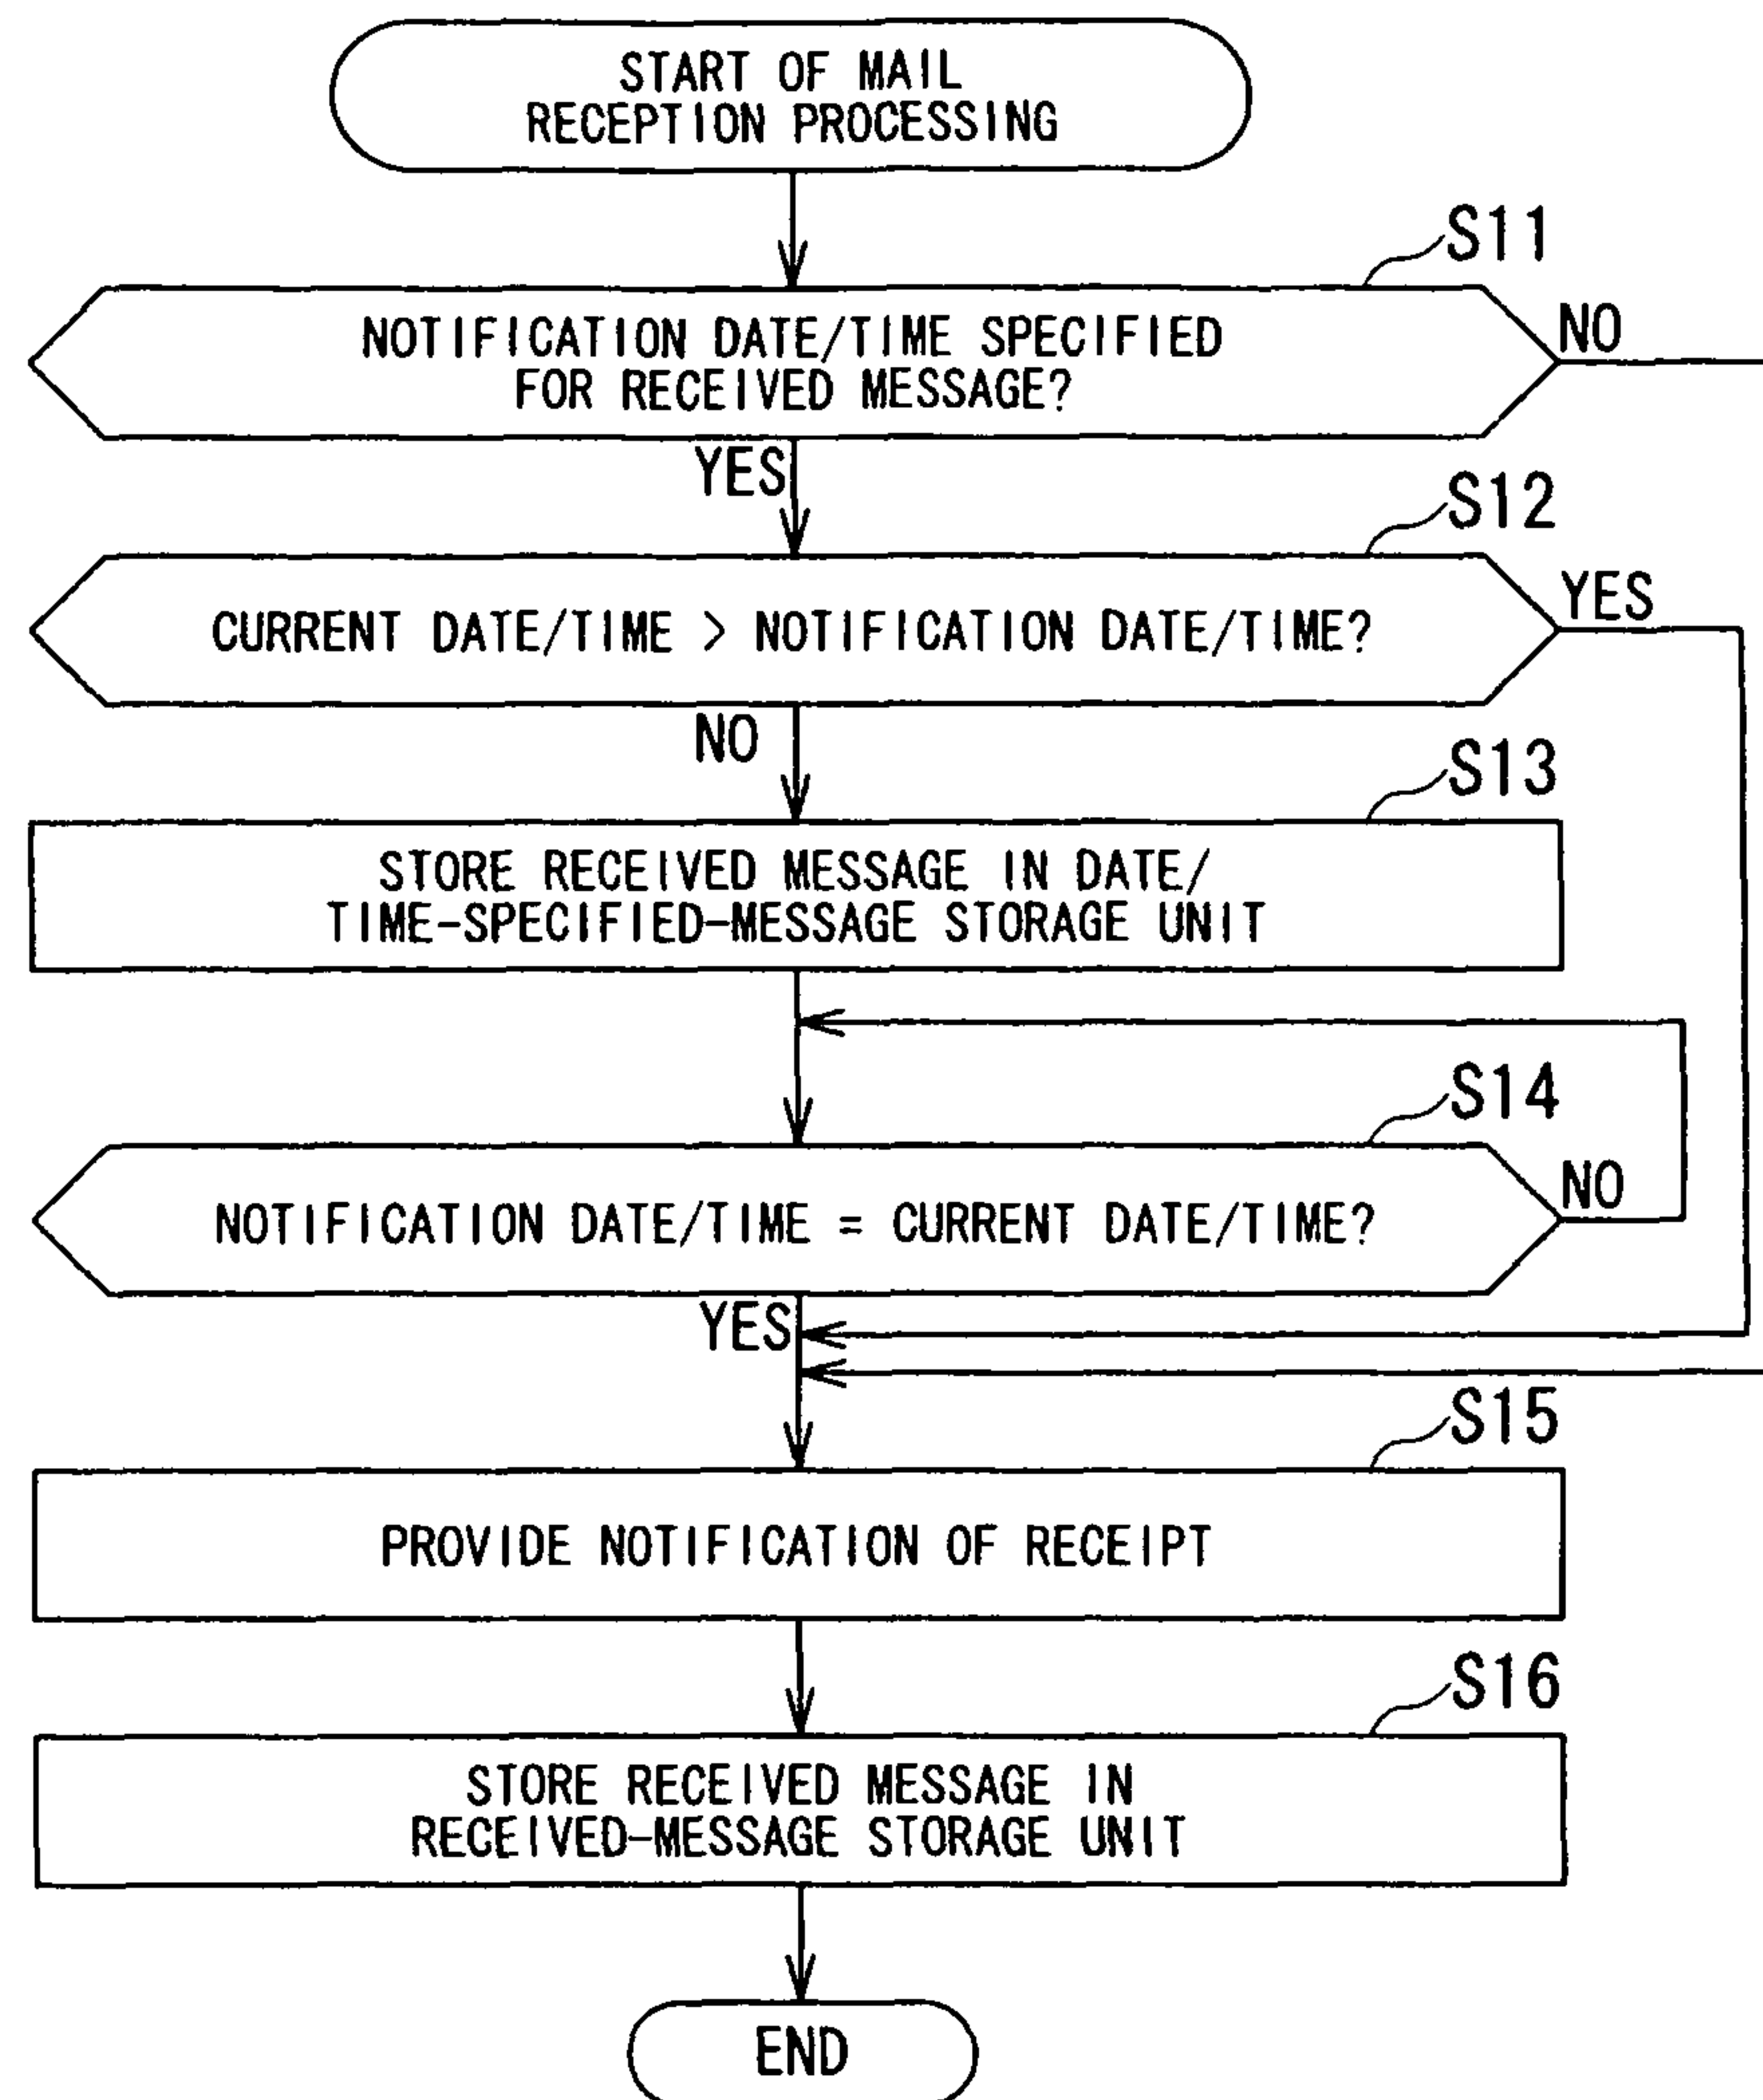 START OF MAIL
RECEPTION PROCESSING
S11
NOTIFICATION DATE/TIME SPECIFIED
FOR RECEIVED MESSAGE?
NO
YES
S12
CURRENT DATE/TIME > NOTIFICATION DATE/TIME?
YES
NO
S13
STORE RECEIVED MESSAGE IN DATE/
TIME-SPECIFIED-MESSAGE STORAGE UNIT
S14
NOTIFICATION DATE/TIME = CURRENT DATE/TIME?
NO
YES
S15
PROVIDE NOTIFICATION OF RECEIPT
S16
STORE RECEIVED MESSAGE IN
RECEIVED-MESSAGE STORAGE UNIT
END